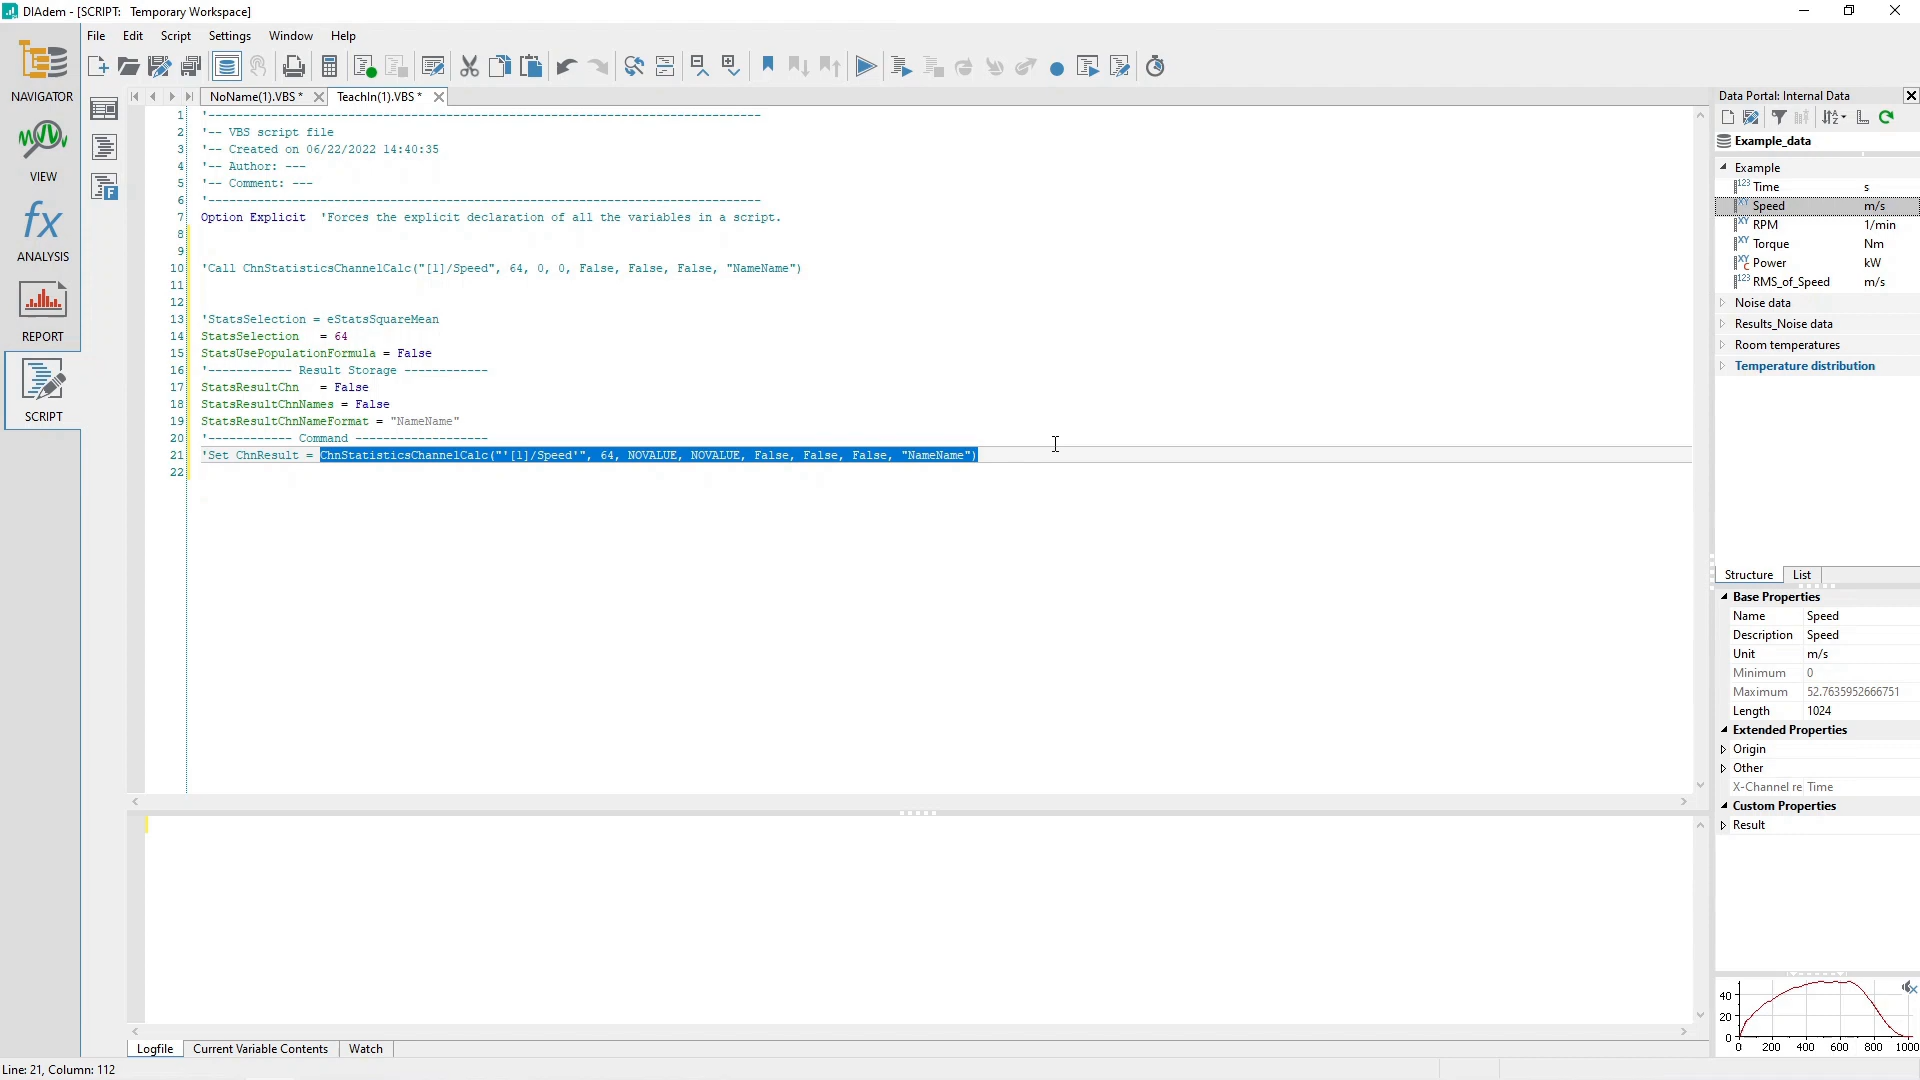 DIAdem - [SCRIPT:   Temporary Workspace]
File Edit Script Settings Window Help
NAVIGATOR
VIEW
ANALYSIS
REPORT
SCRIPT
NoName(1).VBS *
TeachIn(1).VBS *
1 '-------------------------------------------------------------------------------
2 '-- VBS script file
3 '-- Created on 06/22/2022 14:40:35
4 '-- Author: ---
5 '-- Comment: ---
6 '-------------------------------------------------------------------------------
7 Option Explicit  'Forces the explicit declaration of all the variables in a script.
8
9
10 'Call ChnStatisticsChannelCalc("[1]/Speed", 64, 0, 0, False, False, False, "NameName")
11
12
13 'StatsSelection = eStatsSquareMean
14 StatsSelection   = 64
15 StatsUsePopulationFormula = False
16 '------------ Result Storage ------------
17 StatsResultChn   = False
18 StatsResultChnNames = False
19 StatsResultChnNameFormat = "NameName"
20 '------------ Command -------------------
21 'Set ChnResult = ChnStatisticsChannelCalc("'[1]/Speed'", 64, NOVALUE, NOVALUE, False, False, False, "NameName")
22
Logfile
Current Variable Contents
Watch
Line: 21, Column: 112
Data Portal: Internal Data
Example_data
Example
Time s
Speed m/s
RPM 1/min
Torque Nm
Power kW
RMS_of_Speed m/s
Noise data
Results_Noise data
Room temperatures
Temperature distribution
Structure List
Base Properties
Name Speed
Description Speed
Unit m/s
Minimum 0
Maximum 52.7635952666751
Length 1024
Extended Properties
Origin
Other
X-Channel re Time
Custom Properties
Result
40
20
0
0 200 400 600 800 1000